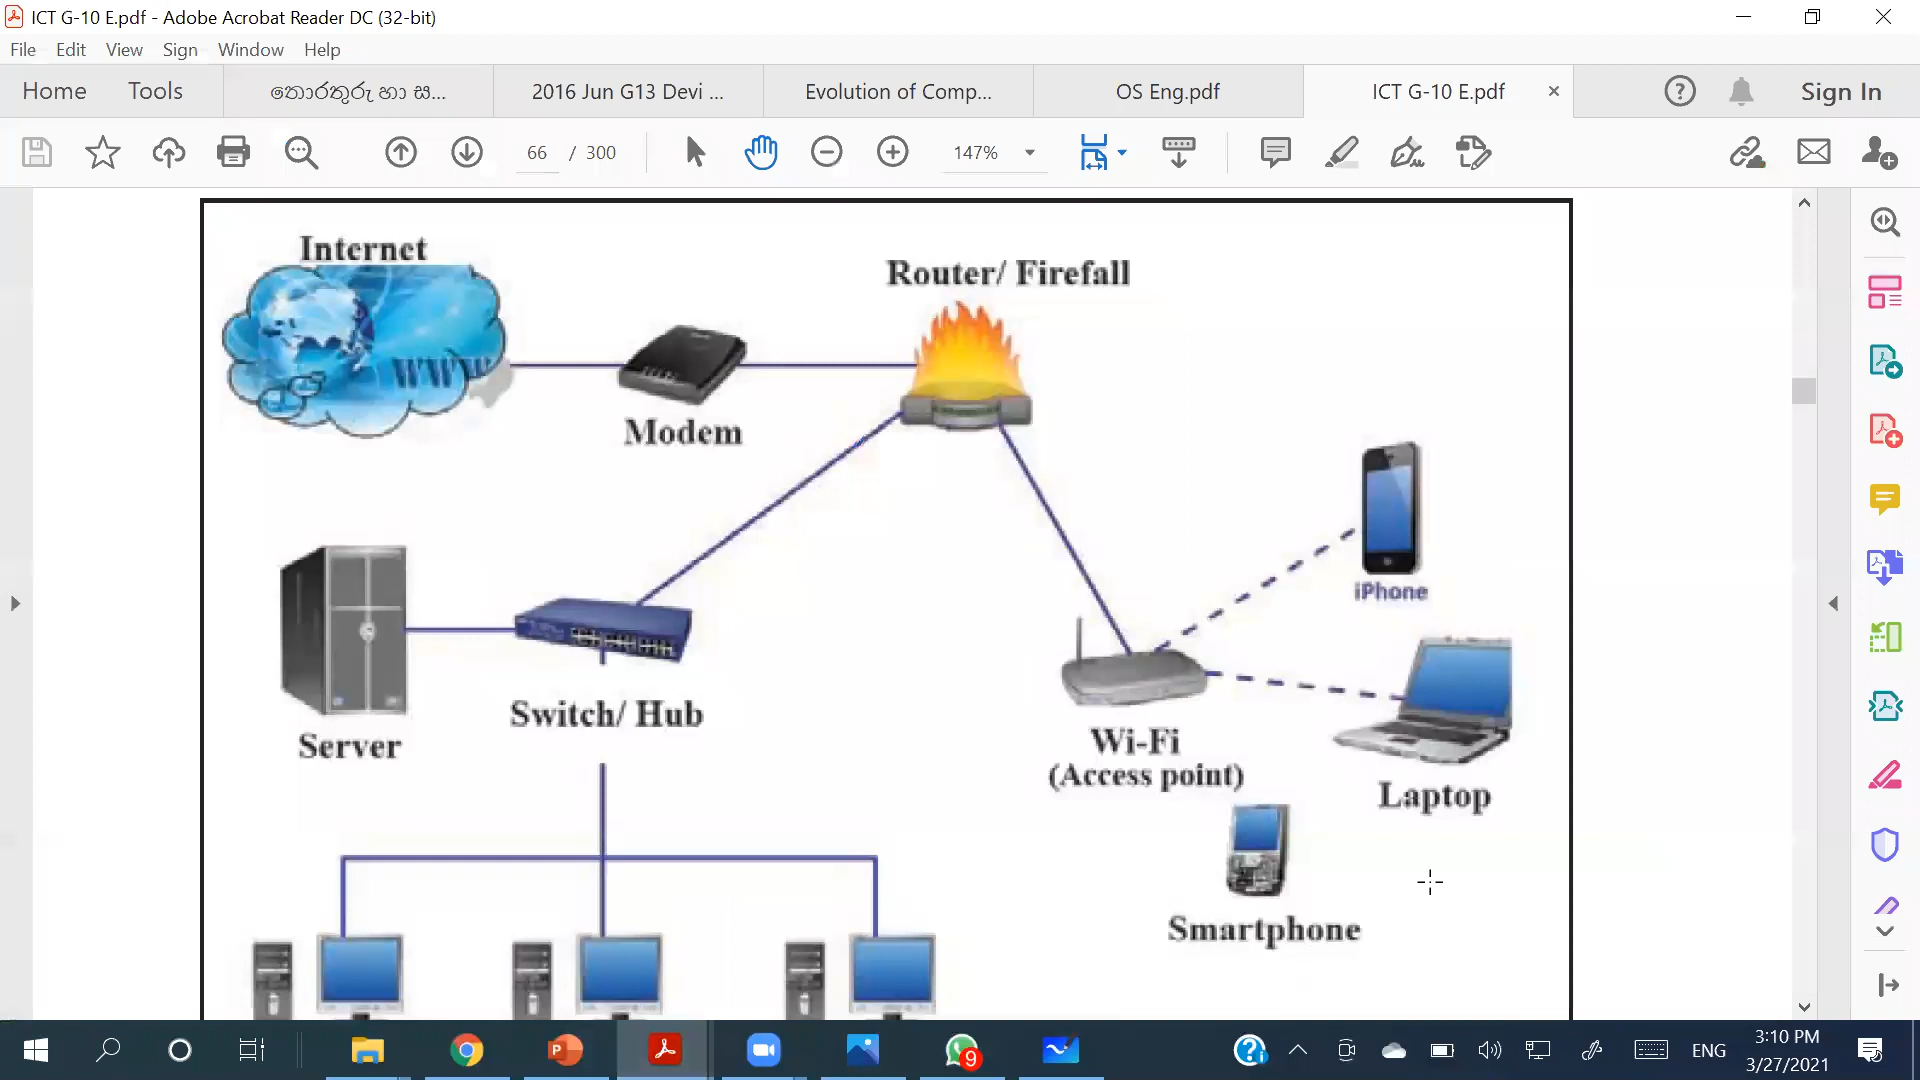 ICT G-10 E.pdf - Adobe Acrobat Reader DC (32-bit)
File Edit View Sign Window Help
Home Tools තොරතුරු හා ස... 2016 Jun G13 Devi ... Evolution of Comp... OS Eng.pdf ICT G-10 E.pdf Sign In
66 / 300 147%
Internet
Router/ Firefall
WWW
Modem
iPhone
Switch/ Hub
Server
Wi-Fi
(Access point)
Laptop
Smartphone
9
ENG
3:10 PM
3/27/2021